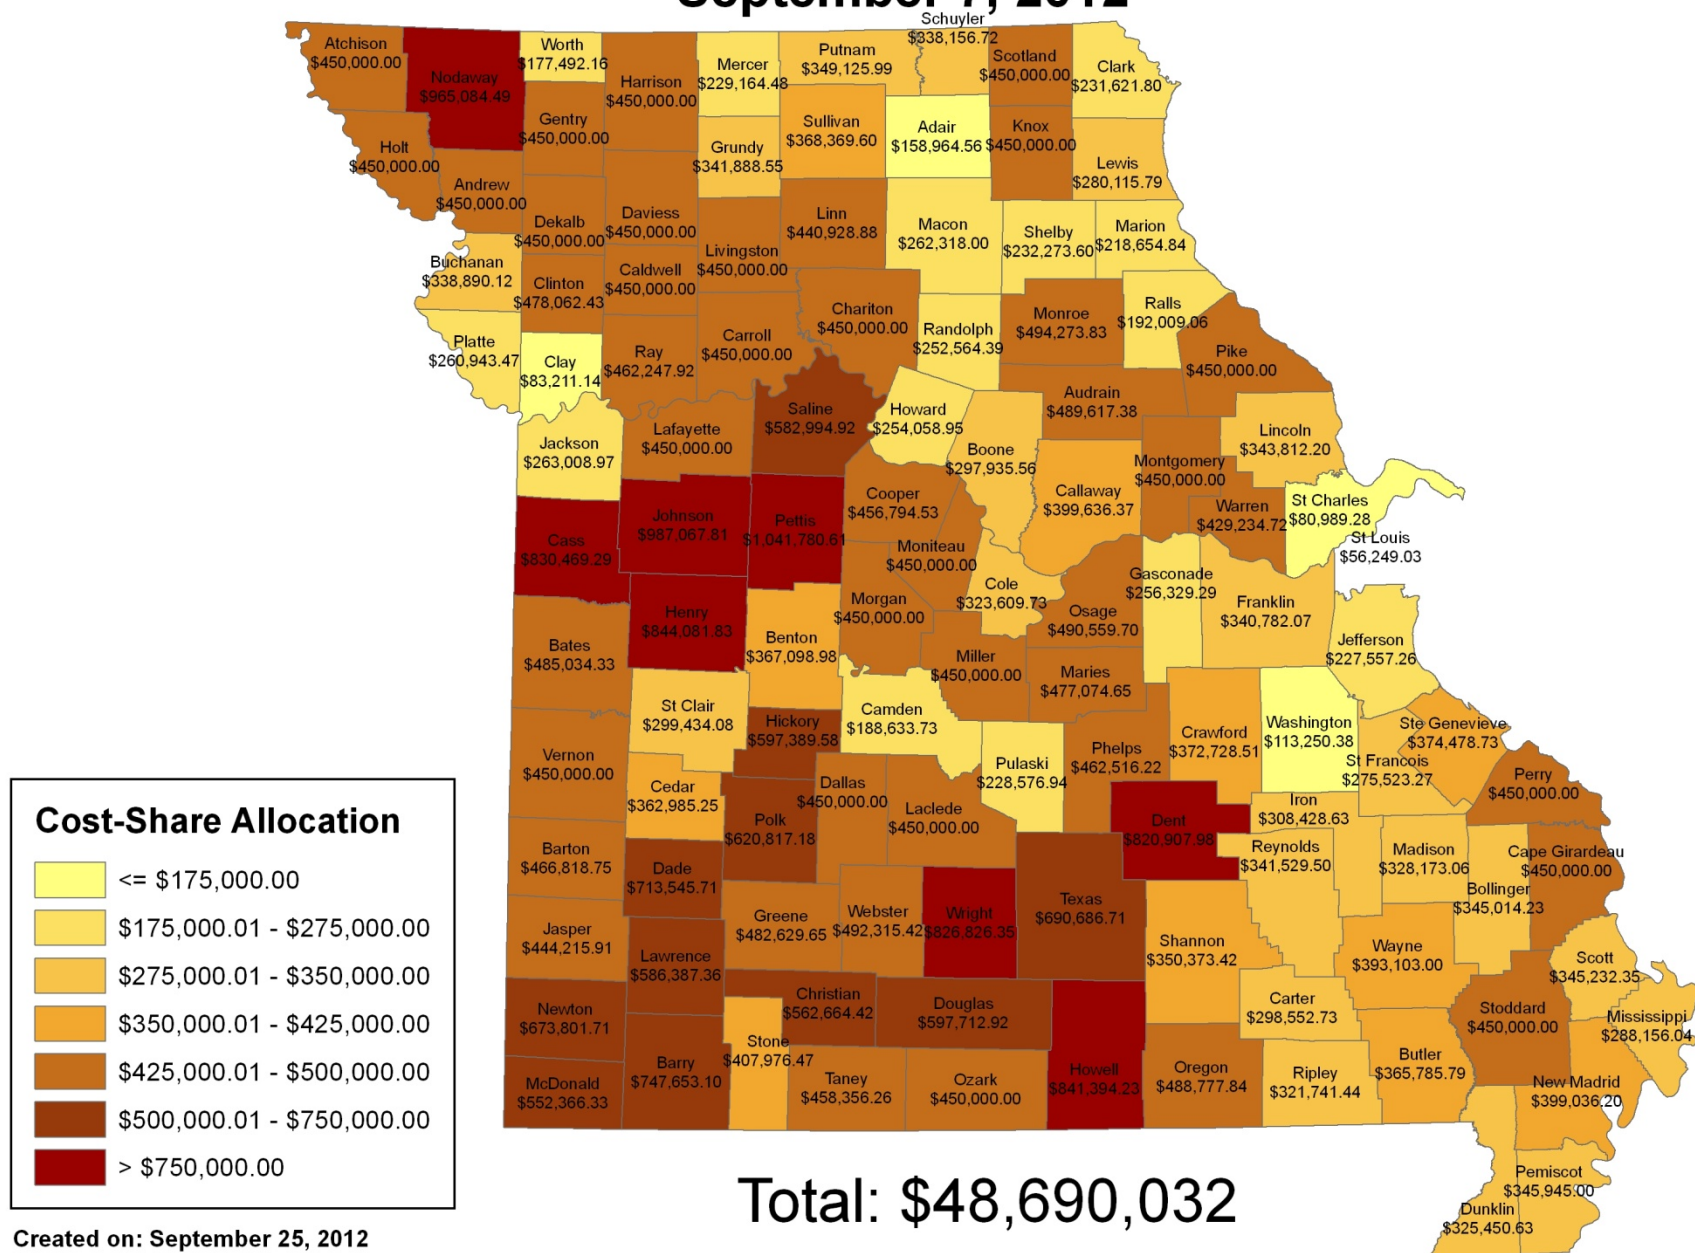 September 7, 2012
Schuyler
$338,156.72
Atchison
$450,000.00
Nodaway
$965,084.49
Worth
$177,492.16
Harrison
$450,000.00
Mercer
$229,164.48
Putnam
$349,125.99
Scotland
$450,000.00
Clark
$231,621.80
Gentry
$450,000.00
Sullivan
$368,369.60
Adair
$158,964.56
Knox
$450,000.00
Holt
$450,000.00
Grundy
$341,888.55
Lewis
$280,115.79
Andrew
$450,000.00
Dekalb
$450,000.00
Daviess
$450,000.00
Linn
$440,928.88
Macon
$262,318.00
Shelby
$232,273.60
Marion
$218,654.84
Livingston
$450,000.00
Buchanan
$338,890.12
Clinton
$478,062.43
Caldwell
$450,000.00
Chariton
$450,000.00
Randolph
$252,564.39
Monroe
$494,273.83
Ralls
$192,009.06
Platte
$260,943.47
Clay
$83,211.14
Ray
$462,247.92
Carroll
$450,000.00
Pike
$450,000.00
Audrain
$489,617.38
Saline
$582,994.92
Howard
$254,058.95
Jackson
$263,008.97
Lafayette
$450,000.00
Boone
$297,935.56
Lincoln
$343,812.20
Montgomery
$450,000.00
Callaway
$399,636.37
Cooper
$456,794.53
Warren
$429,234.72
St Charles
$80,989.28
St Louis
$56,249.03
Cass
$830,469.29
Johnson
$987,067.81
Pettis
$1,041,780.61
Moniteau
$450,000.00
Cole
$323,609.73
Gasconade
$256,329.29
Franklin
$340,782.07
Henry
$844,081.83
Morgan
$450,000.00
Osage
$490,559.70
Bates
$485,034.33
Benton
$367,098.98
Miller
$450,000.00
Maries
$477,074.65
Jefferson
$227,557.26
St Clair
$299,434.08
Hickory
$597,389.58
Camden
$188,633.73
Crawford
$372,728.51
Washington
$113,250.38
Ste Genevieve
$374,478.73
Vernon
$450,000.00
Pulaski
$228,576.94
Phelps
$462,516.22
St Francois
$275,523.27
Perry
$450,000.00
Cedar
$362,985.25
Dallas
$450,000.00
Laclede
$450,000.00
Polk
$620,817.18
Dent
$820,907.98
Iron
$308,428.63
Barton
$466,818.75
Dade
$713,545.71
Reynolds
$341,529.50
Madison
$328,173.06
Cape Girardeau
$450,000.00
Bollinger
$345,014.23
Jasper
$444,215.91
Greene
$482,629.65
Webster
$492,315.42
Wright
$826,826.35
Texas
$690,686.71
Shannon
$350,373.42
Wayne
$393,103.00
Lawrence
$586,387.36
Scott
$345,232.35
Newton
$673,801.71
Christian
$562,664.42
Douglas
$597,712.92
Carter
$298,552.73
Stoddard
$450,000.00
Mississippi
$288,156.04
Stone
$407,976.47
Barry
$747,653.10
McDonald
$552,366.33
Taney
$458,356.26
Ozark
$450,000.00
Howell
$841,394.23
Oregon
$488,777.84
Ripley
$321,741.44
Butler
$365,785.79
New Madrid
$399,036.20
Pemiscot
$345,945.00
Dunklin
$325,450.63
Cost-Share Allocation
<= $175,000.00
$175,000.01 - $275,000.00
$275,000.01 - $350,000.00
$350,000.01 - $425,000.00
$425,000.01 - $500,000.00
$500,000.01 - $750,000.00
> $750,000.00
Total: $48,690,032
Created on: September 25, 2012